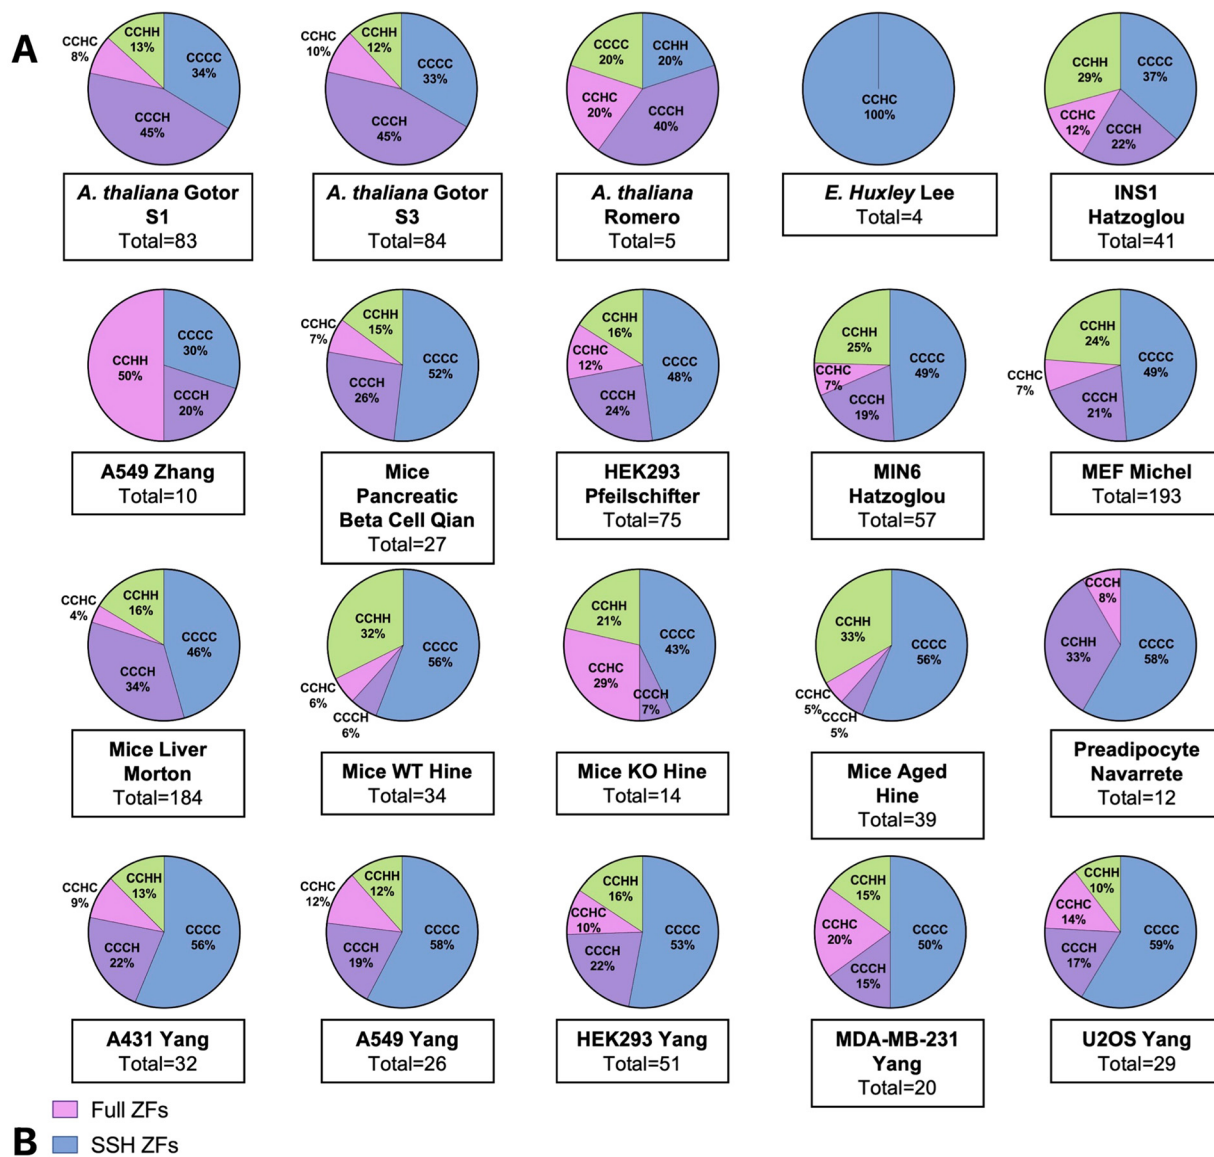 A
CCHC
8%
CCHH
13%
CCCC
34%
CCCH
45%
A. thaliana Gotor
S1
Total=83
CCHC
10%
CCHH
12%
CCCC
33%
CCCH
45%
A. thaliana Gotor
S3
Total=84
CCCC
20%
CCHH
20%
CCHC
20%
CCCH
40%
A. thaliana
Romero
Total=5
CCHC
100%
E. Huxley Lee
Total=4
CCHH
29%
CCCC
37%
CCHC
12%
CCCH
22%
INS1
Hatzoglou
Total=41
CCHH
50%
CCCC
30%
CCCH
20%
A549 Zhang
Total=10
CCHC
7%
CCHH
15%
CCCC
52%
CCCH
26%
Mice
Pancreatic
Beta Cell Qian
Total=27
CCHH
16%
CCHC
12%
CCCC
48%
CCCH
24%
HEK293
Pfeilschifter
Total=75
CCHH
25%
CCCC
49%
CCHC
7%
CCCH
19%
MIN6
Hatzoglou
Total=57
CCHH
24%
CCCC
49%
CCHC
7%
CCCH
21%
MEF Michel
Total=193
CCHC
4%
CCHH
16%
CCCC
46%
CCCH
34%
Mice Liver
Morton
Total=184
CCHH
32%
CCCC
56%
CCHC
6%
CCCH
6%
Mice WT Hine
Total=34
CCHH
21%
CCCC
43%
CCHC
29%
CCCH
7%
Mice KO Hine
Total=14
CCHH
33%
CCCC
56%
CCHC
5%
CCCH
5%
Mice Aged
Hine
Total=39
CCCH
8%
CCHH
33%
CCCC
58%
Preadipocyte
Navarrete
Total=12
CCHC
9%
CCHH
13%
CCCC
56%
CCCH
22%
A431 Yang
Total=32
CCHC
12%
CCHH
12%
CCCC
58%
CCCH
19%
A549 Yang
Total=26
CCHH
16%
CCHC
10%
CCCC
53%
CCCH
22%
HEK293 Yang
Total=51
CCHH
15%
CCHC
20%
CCCC
50%
CCCH
15%
MDA-MB-231
Yang
Total=20
CCHH
10%
CCHC
14%
CCCC
59%
CCCH
17%
U2OS Yang
Total=29
Full ZFs
B
SSH ZFs